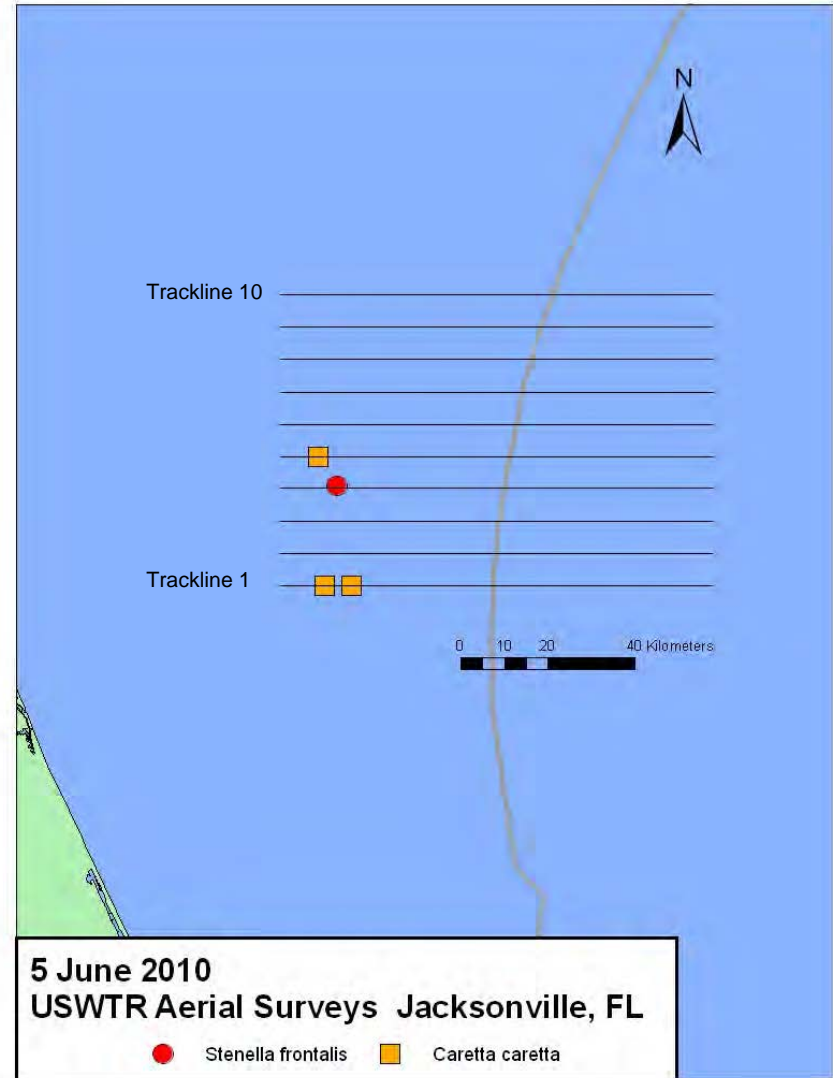 N
Trackline 10
Trackline 1
0 10 20 40 Kilometers
5 June 2010
USWTR Aerial Surveys Jacksonville, FL
Stenella frontalis Caretta caretta